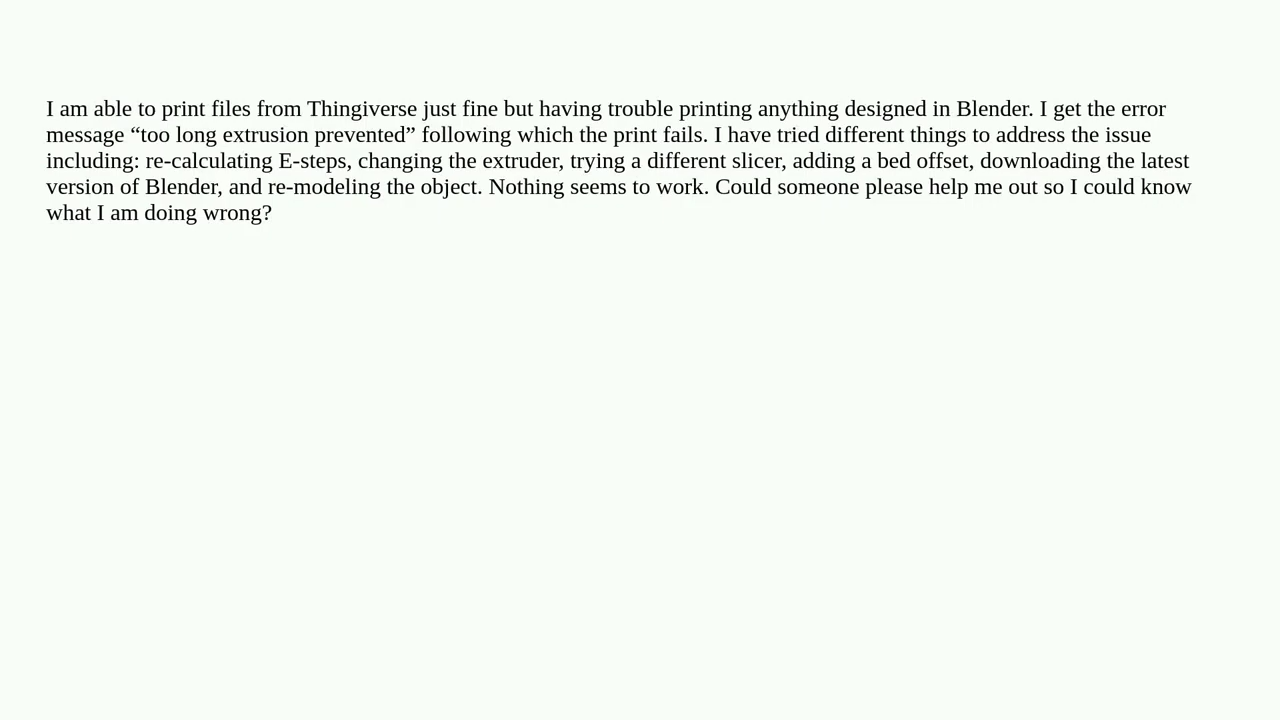 I am able to print files from Thingiverse just fine but having trouble printing anything designed in Blender. I get the error
message “too long extrusion prevented” following which the print fails. I have tried different things to address the issue
including: re-calculating E-steps, changing the extruder, trying a different slicer, adding a bed offset, downloading the latest
version of Blender, and re-modeling the object. Nothing seems to work. Could someone please help me out so I could know
what I am doing wrong?